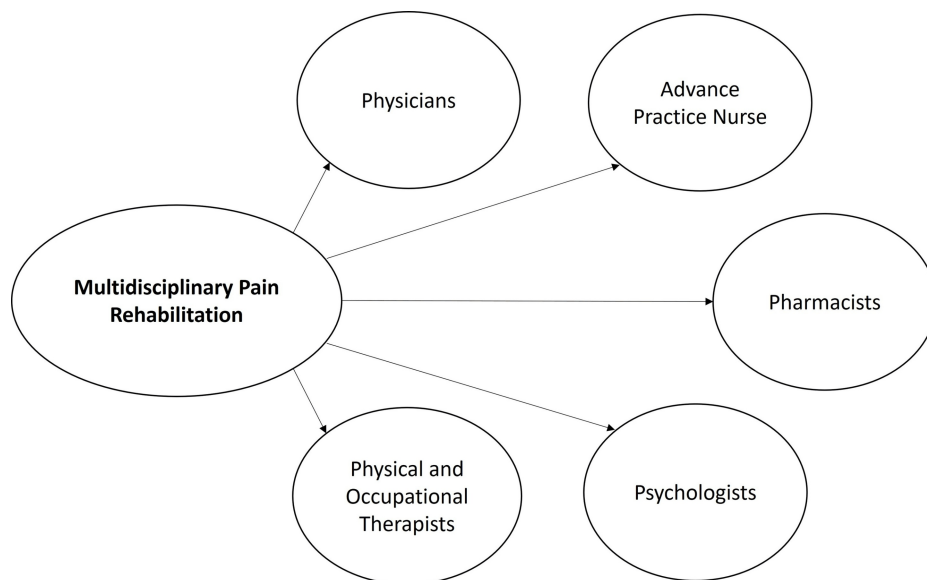 Physicians
Advance
Practice Nurse
Multidisciplinary Pain
Rehabilitation
Pharmacists
Physical and
Occupational
Therapists
Psychologists